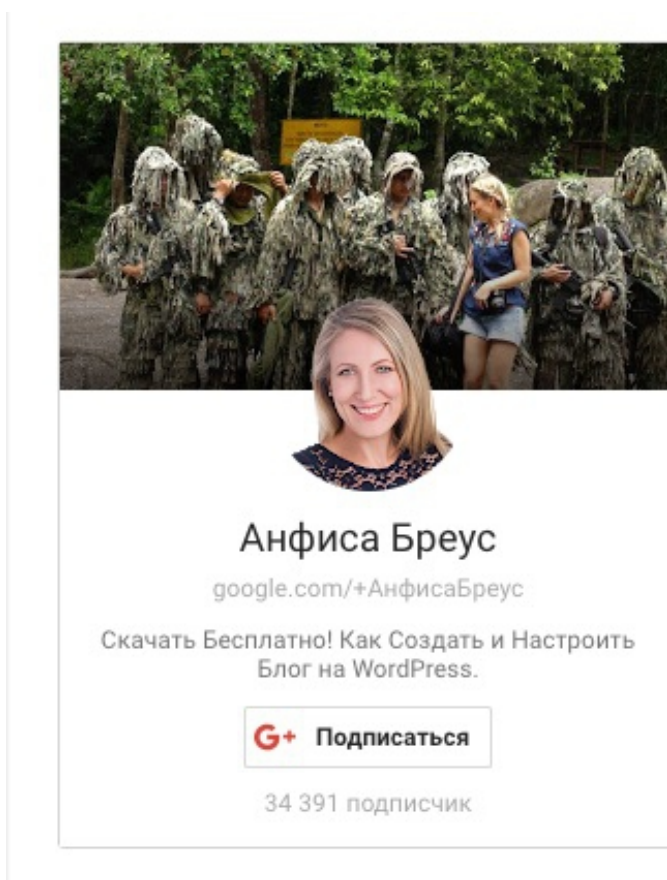 Анфиса Бреус
google.com/+АнфисаБреус
Скачать Бесплатно! Как Создать и Настроить
Блог на WordPress.
G+ Подписаться
34 391 подписчик